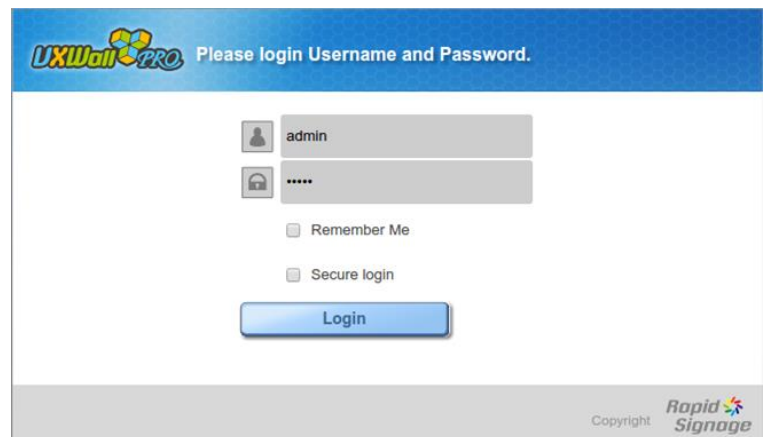 UXWall PRO Please login Username and Password.
admin
•••••
Remember Me
Secure login
Login
Copyright Rapid Signage